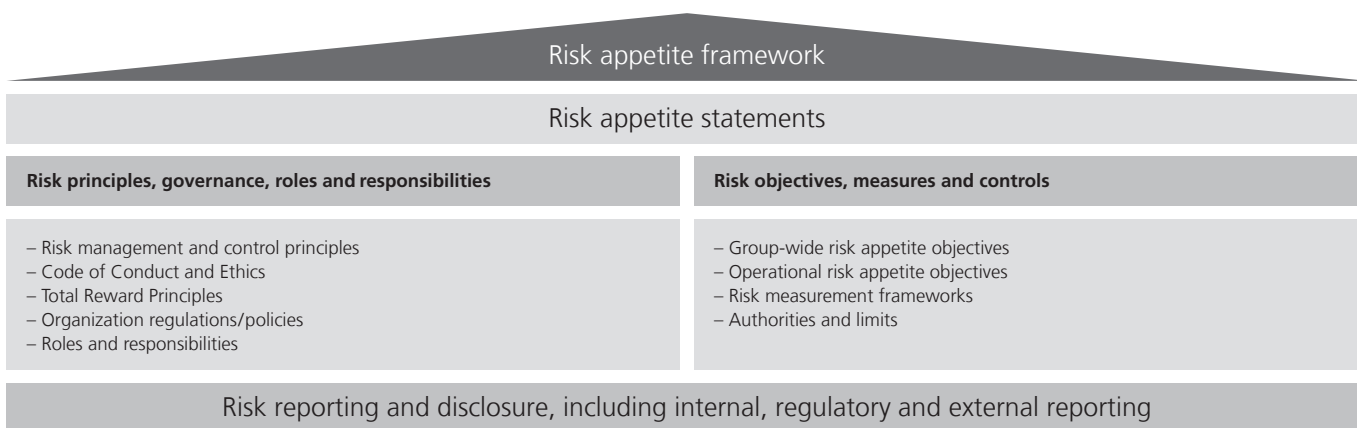 Risk appetite framework
Risk appetite statements
Risk principles, governance, roles and responsibilities
– Risk management and control principles
– Code of Conduct and Ethics
– Total Reward Principles
– Organization regulations/policies
– Roles and responsibilities
Risk objectives, measures and controls
– Group-wide risk appetite objectives
– Operational risk appetite objectives
– Risk measurement frameworks
– Authorities and limits
Risk reporting and disclosure, including internal, regulatory and external reporting